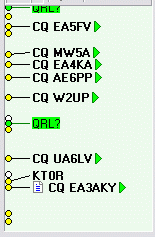 QRL?
CQ EA5FV
CQ MW5A
CQ EA4KA
CQ AE6PP
CQ W2UP
QRL?
CQ UA6LV
KT0R
CQ EA3AKY